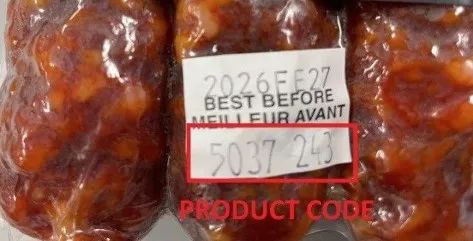 2026FE27
BEST BEFORE
MEILLEUR AVANT
5037 243
PRODUCT CODE